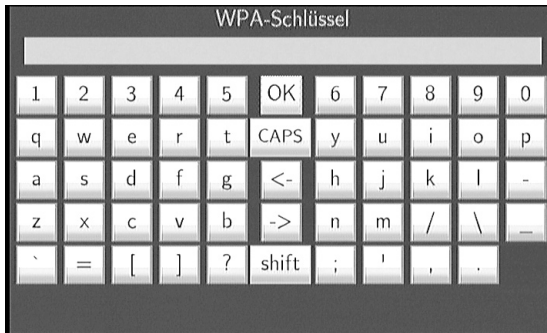 WPA-Schlüssel
1 2 3 4 5 OK 6 7 8 9 0
q w e r t CAPS y u i o p
a s d f g <- h j k l -
z x c v b -> n m / \ _
` = [ ] ? shift ; ' , .